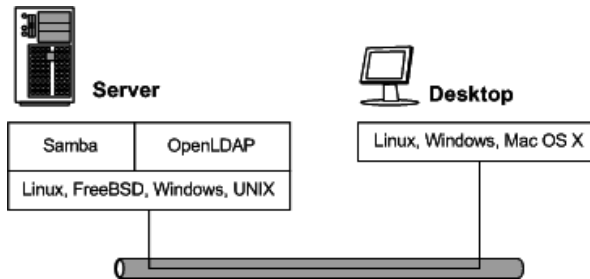 Server
Desktop
Samba
OpenLDAP
Linux, Windows, Mac OS X
Linux, FreeBSD, Windows, UNIX